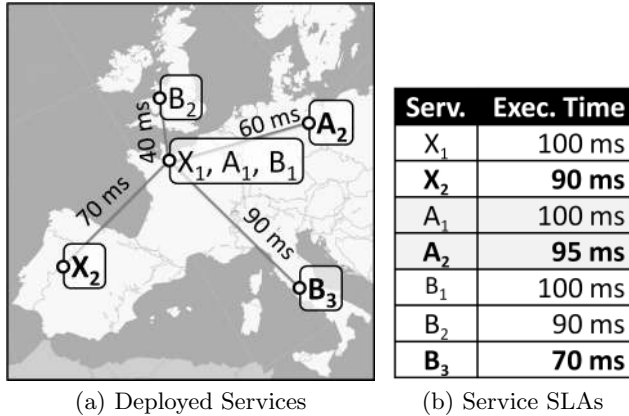 B₂
40 ms
60 ms
A₂
X₁, A₁, B₁
70 ms
90 ms
X₂
B₃
(a) Deployed Services
Serv. Exec. Time
X₁ 100 ms
X₂ 90 ms
A₁ 100 ms
A₂ 95 ms
B₁ 100 ms
B₂ 90 ms
B₃ 70 ms
(b) Service SLAs